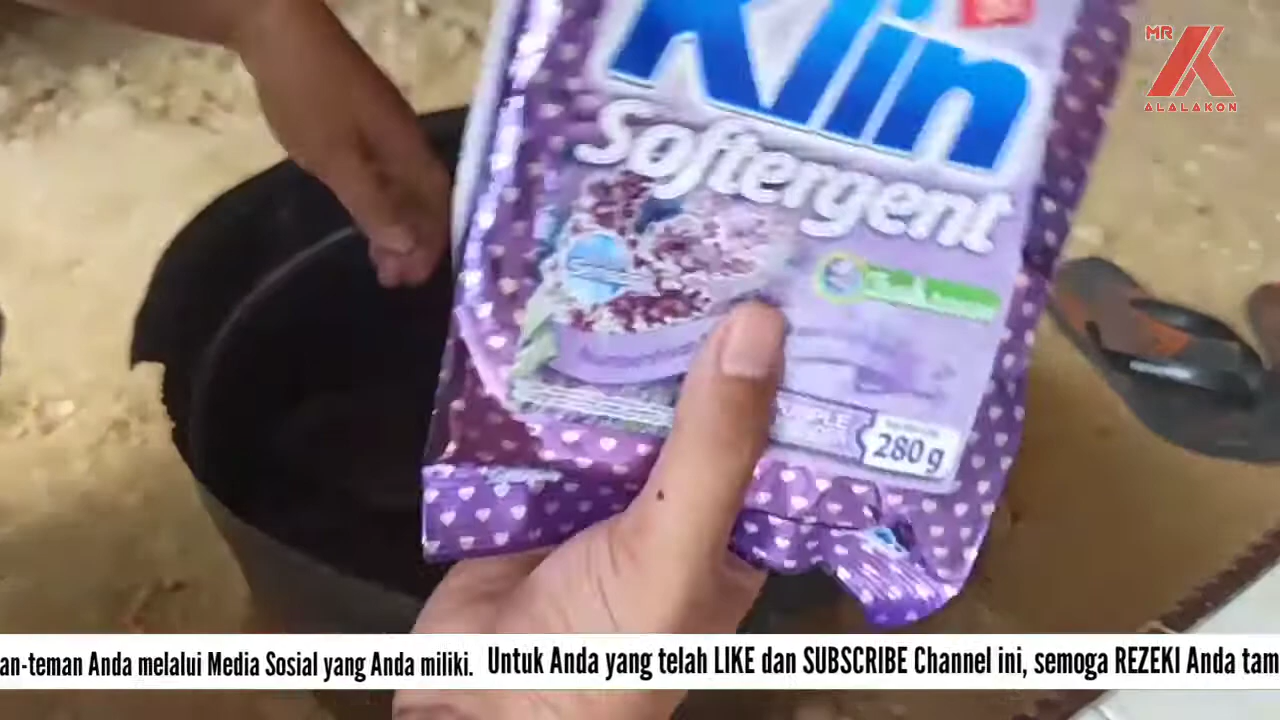 MR
ALALAKON
Klin
Softergent
280 g
an-teman Anda melalui Media Sosial yang Anda miliki. Untuk Anda yang telah LIKE dan SUBSCRIBE Channel ini, semoga REZEKI Anda tam